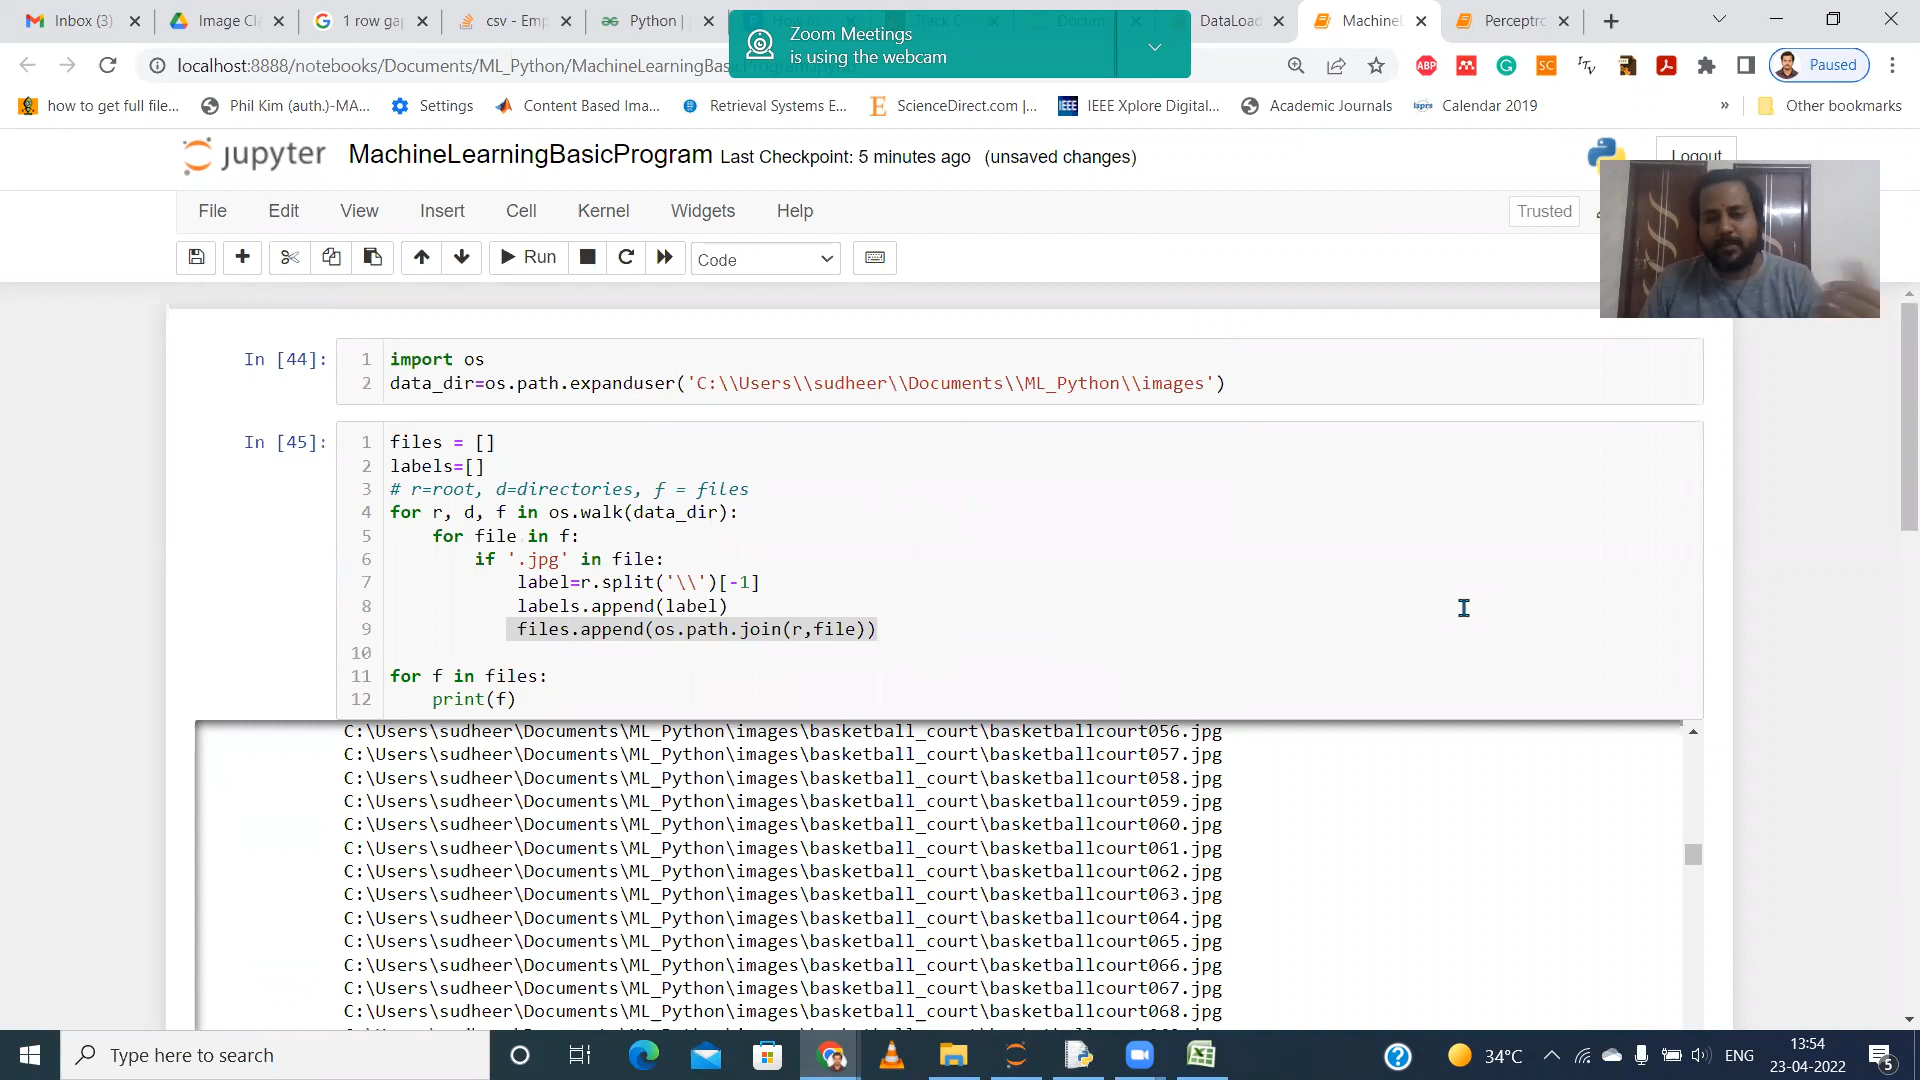 Inbox (3)
Image Cl
1 row ga
csv - Emp
Python |
DataLoad
MachineL
Perceptro
Zoom Meetings
is using the webcam
localhost:8888/notebooks/Documents/ML_Python/MachineLearningBas
ABP
SC
Paused
how to get full file...
Phil Kim (auth.)-MA...
Settings
Content Based Ima...
Retrieval Systems E...
ScienceDirect.com |...
IEEE
IEEE Xplore Digital...
Academic Journals
isprs
Calendar 2019
»
Other bookmarks
jupyter
MachineLearningBasicProgram
Last Checkpoint: 5 minutes ago
(unsaved changes)
Logout
File
Edit
View
Insert
Cell
Kernel
Widgets
Help
Trusted
Run
Code
In [44]:
1 import os
2 data_dir=os.path.expanduser('C:\\Users\\sudheer\\Documents\\ML_Python\\images')
In [45]:
1 files = []
2 labels=[]
3 # r=root, d=directories, f = files
4 for r, d, f in os.walk(data_dir):
5 for file in f:
6 if '.jpg' in file:
7 label=r.split('\\')[-1]
8 labels.append(label)
9 files.append(os.path.join(r,file))
10
11 for f in files:
12 print(f)
C:\Users\sudheer\Documents\ML_Python\images\basketball_court\basketballcourt056.jpg
C:\Users\sudheer\Documents\ML_Python\images\basketball_court\basketballcourt057.jpg
C:\Users\sudheer\Documents\ML_Python\images\basketball_court\basketballcourt058.jpg
C:\Users\sudheer\Documents\ML_Python\images\basketball_court\basketballcourt059.jpg
C:\Users\sudheer\Documents\ML_Python\images\basketball_court\basketballcourt060.jpg
C:\Users\sudheer\Documents\ML_Python\images\basketball_court\basketballcourt061.jpg
C:\Users\sudheer\Documents\ML_Python\images\basketball_court\basketballcourt062.jpg
C:\Users\sudheer\Documents\ML_Python\images\basketball_court\basketballcourt063.jpg
C:\Users\sudheer\Documents\ML_Python\images\basketball_court\basketballcourt064.jpg
C:\Users\sudheer\Documents\ML_Python\images\basketball_court\basketballcourt065.jpg
C:\Users\sudheer\Documents\ML_Python\images\basketball_court\basketballcourt066.jpg
C:\Users\sudheer\Documents\ML_Python\images\basketball_court\basketballcourt067.jpg
C:\Users\sudheer\Documents\ML_Python\images\basketball_court\basketballcourt068.jpg
Type here to search
34°C
ENG
13:54
23-04-2022
5